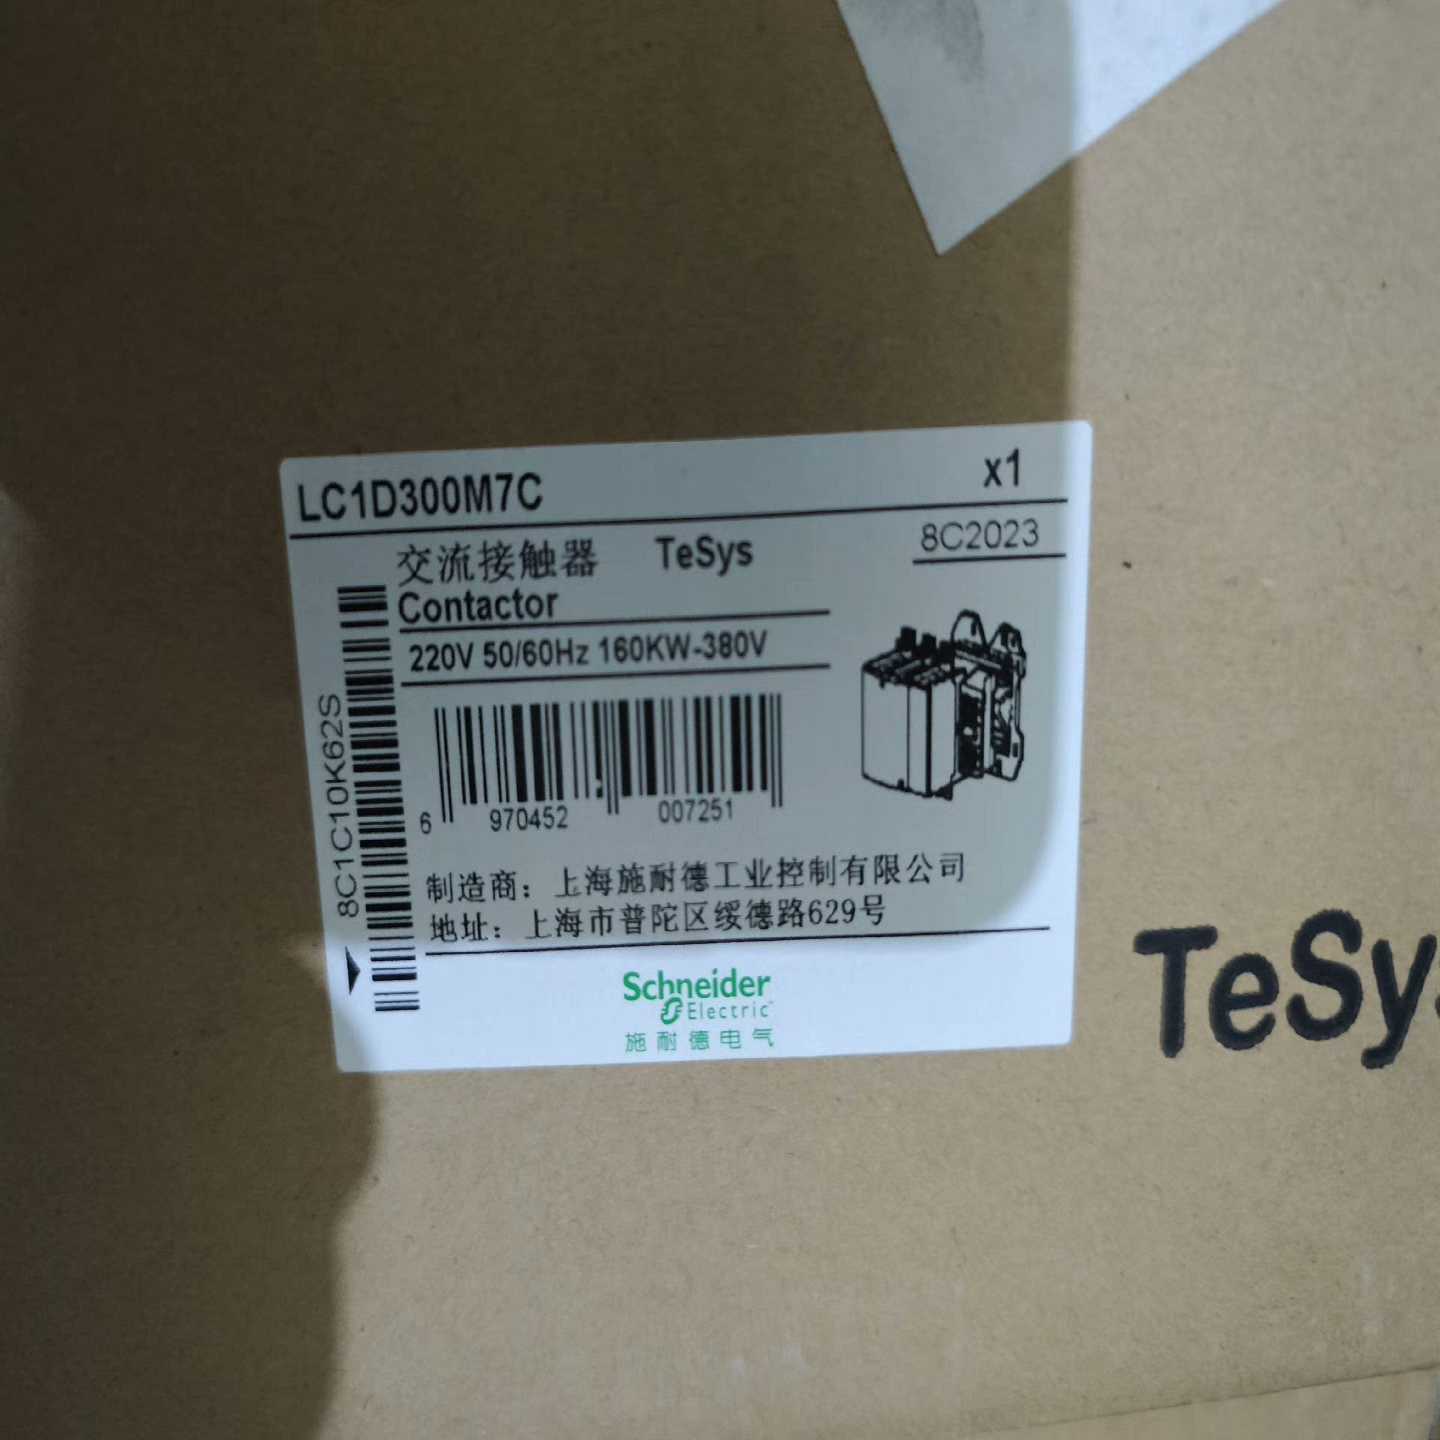 LC1D300M7C x1
交流接触器 TeSys 8C2023
Contactor
220V 50/60Hz 160KW-380V
8C1C10K62S
6 970452 007251
制造商：上海施耐德工业控制有限公司
地址：上海市普陀区绥德路629号
Schneider
Electric
施耐德电气
TeSys